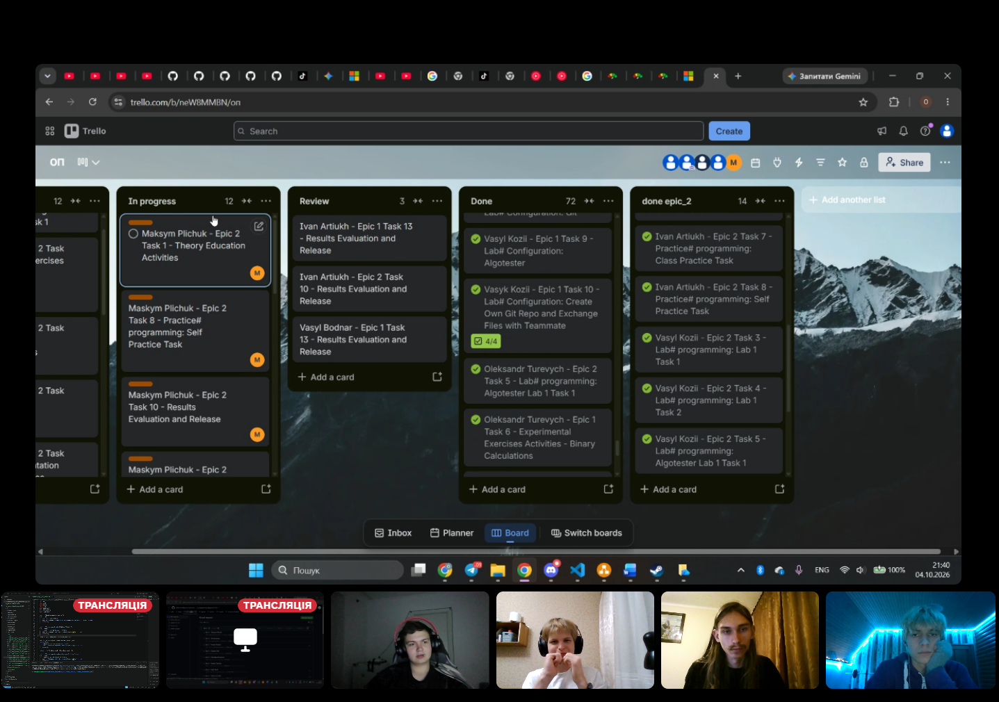 Запитати Gemini
trello.com/b/neW8MM8N/оп
Trello
Search
Create
оп
M
Share
12
sk 1
2 Task
ercises
2 Task
2 Task
2 Task
tation
In progress
12
Maksym Plichuk - Epic 2
Task 1 - Theory Education
Activities
M
Maskym Plichuk - Epic 2
Task 8 - Practice#
programming: Self
Practice Task
M
Maskym Plichuk - Epic 2
Task 10 - Results
Evaluation and Release
M
Maskym Plichuk - Epic 2
Add a card
Review
3
Ivan Artiukh - Epic 1 Task 13
- Results Evaluation and
Release
Ivan Artiukh - Epic 2 Task
10 - Results Evaluation and
Release
Vasyl Bodnar - Epic 1 Task
13 - Results Evaluation and
Release
Add a card
Done
72
Lab# Configuration: Git
Vasyl Kozii - Epic 1 Task 9 -
Lab# Configuration:
Algotester
Vasyk Kozii - Epic 1 Task 10 -
Lab# Configuration: Create
Own Git Repo and Exchange
Files with Teammate
4/4
Oleksandr Turevych - Epic 2
Task 5 - Lab# programming:
Algotester Lab 1 Task 1
Oleksandr Turevych - Epic 1
Task 6 - Experimental
Exercises Activities - Binary
Calculations
Add a card
done epic_2
14
Ivan Artiukh - Epic 2 Task 7 -
Practice# programming:
Class Practice Task
Ivan Artiukh - Epic 2 Task 8 -
Practice# programming: Self
Practice Task
Vasyl Kozii - Epic 2 Task 3 -
Lab# programming: Lab 1
Task 1
Vasyl Kozii - Epic 2 Task 4 -
Lab# programming: Lab 1
Task 2
Vasyl Kozii - Epic 2 Task 5 -
Lab# programming:
Algotester Lab 1 Task 1
Add a card
Add another list
Inbox
Planner
Board
Switch boards
Пошук
ENG
100%
21:40
04.10.2026
ТРАНСЛЯЦІЯ
ТРАНСЛЯЦІЯ